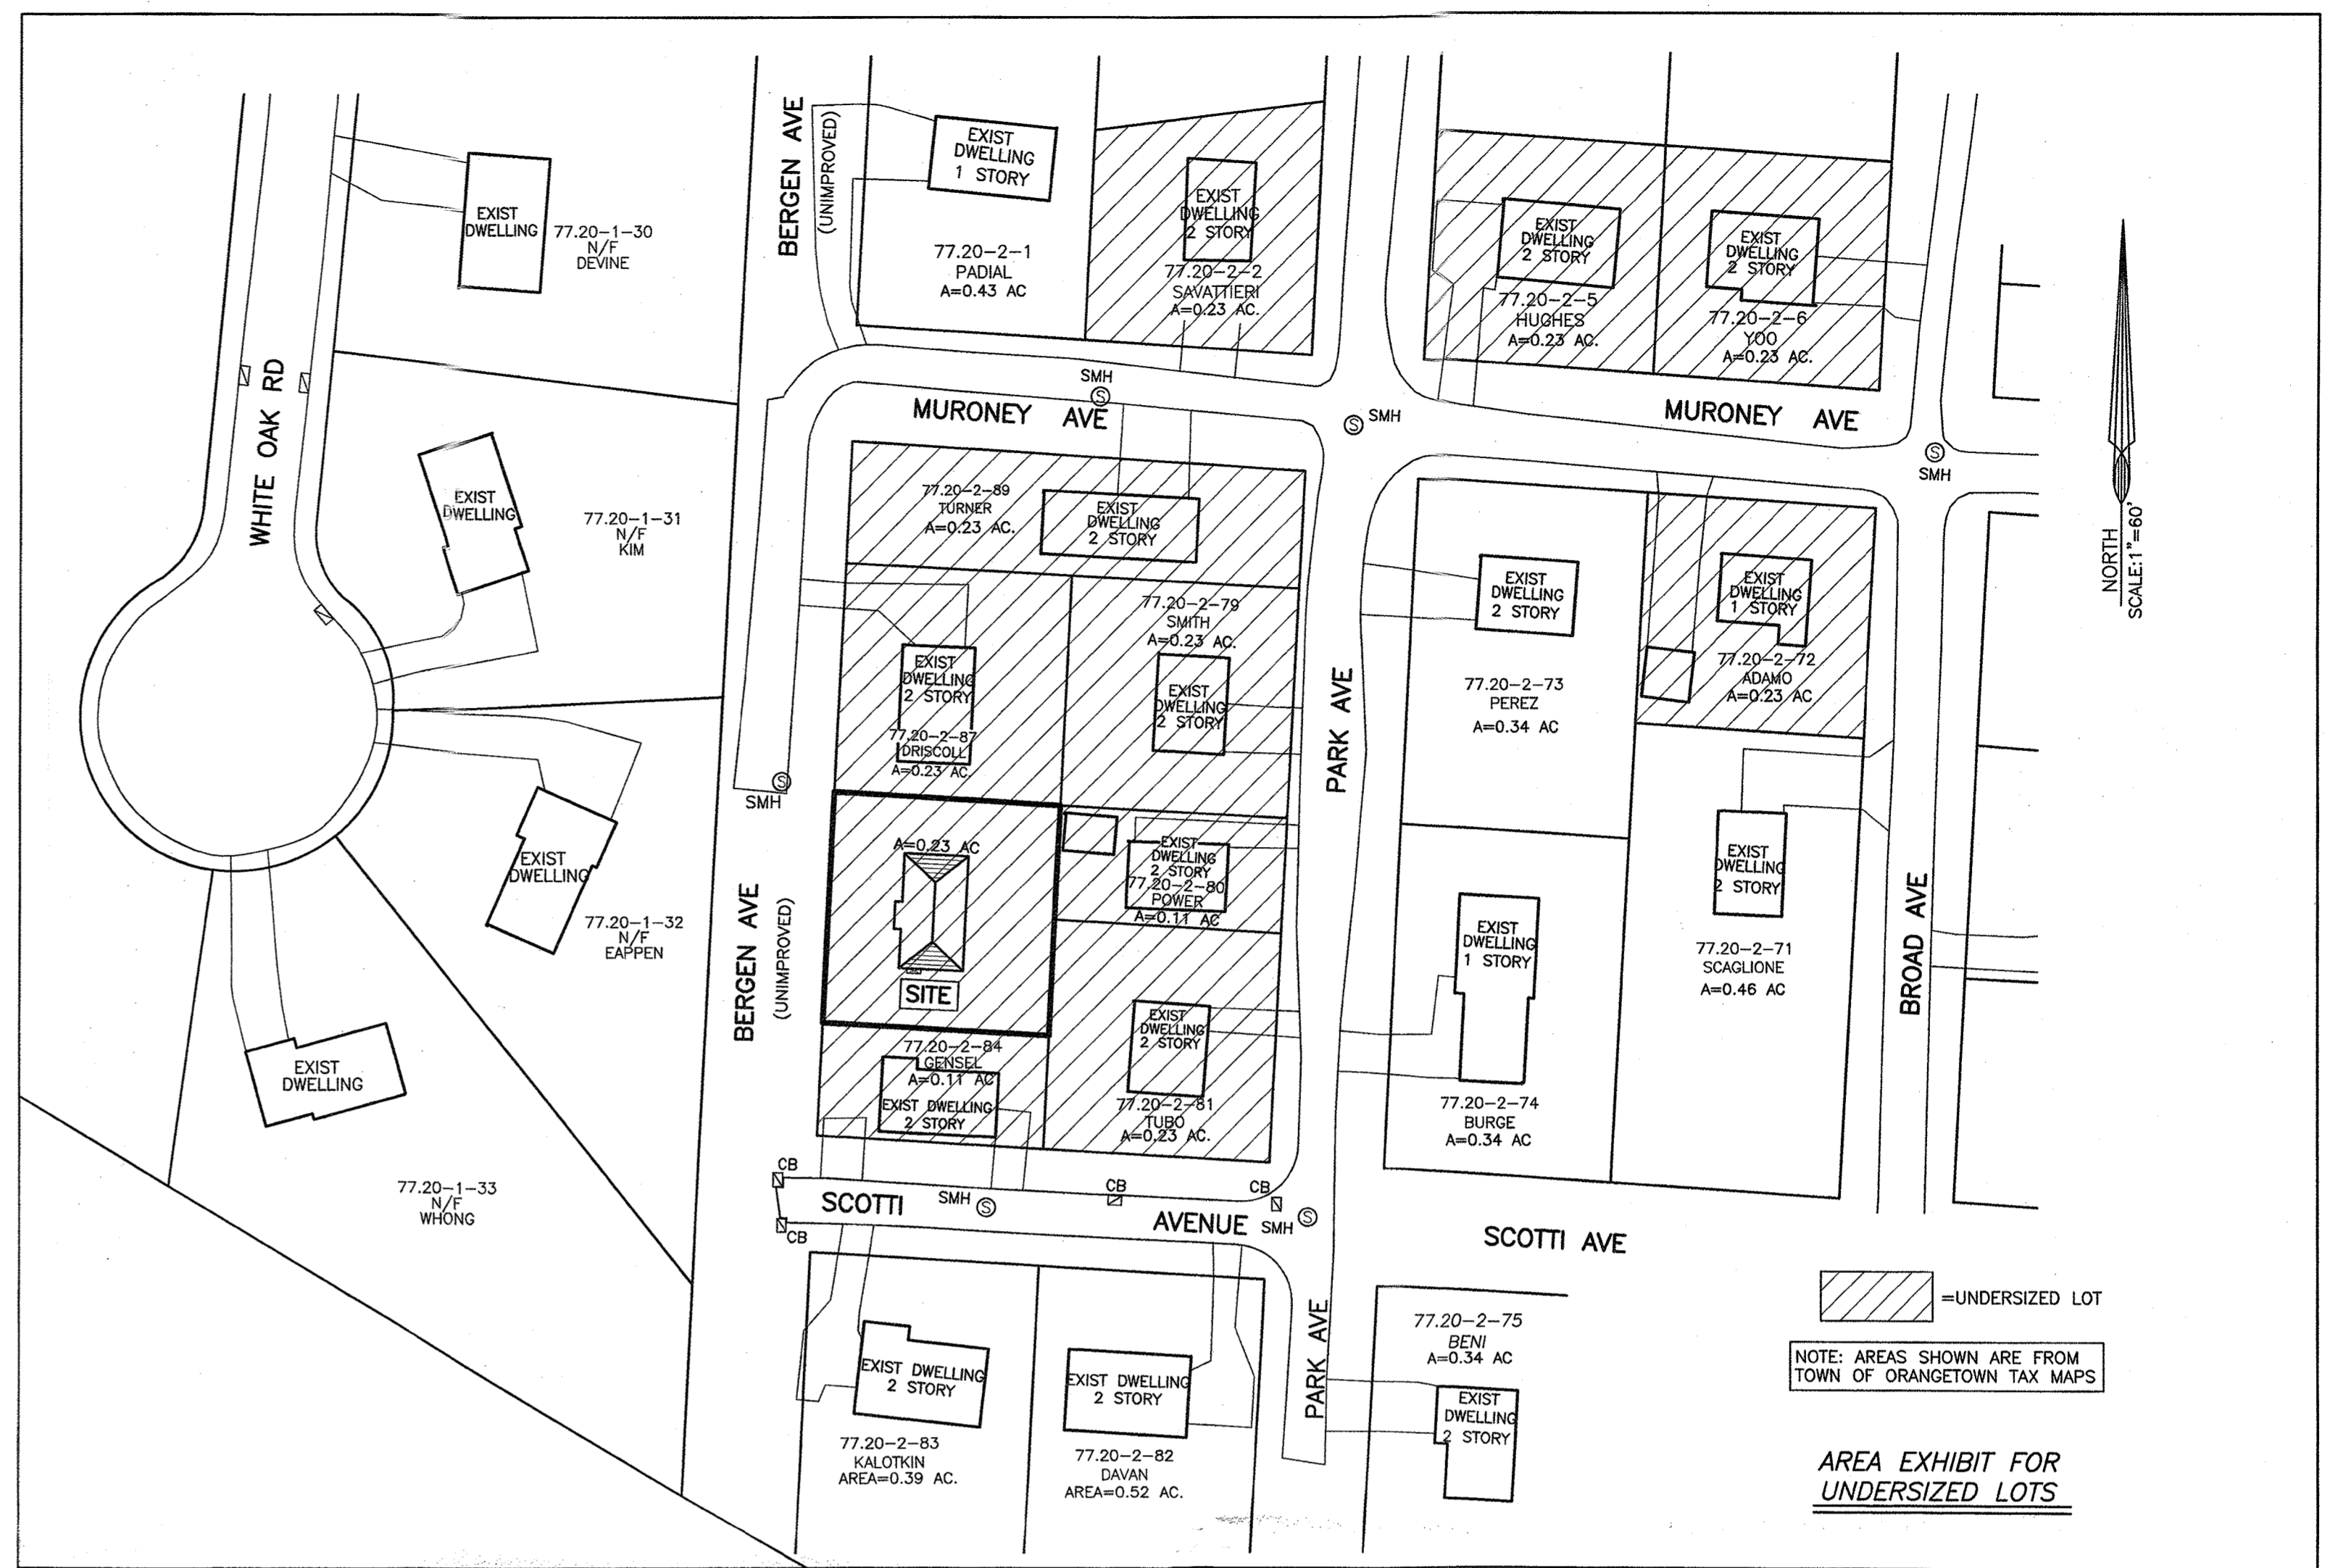 BERGEN AVE
(UNIMPROVED)
EXIST
DWELLING
1 STORY
77.20-2-1
PADIAL
A=0.43 AC
EXIST
DWELLING
2 STORY
77.20-2-2
SAVATTIERI
A=0.23 AC.
EXIST
DWELLING
2 STORY
77.20-2-5
HUGHES
A=0.23 AC.
EXIST
DWELLING
2 STORY
77.20-2-6
YOO
A=0.23 AC.
EXIST
DWELLING
77.20-1-30
N/F
DEVINE
WHITE OAK RD
EXIST
DWELLING
77.20-1-31
N/F
KIM
SMH
MURONEY AVE
SMH
MURONEY AVE
SMH
NORTH
SCALE:1"=60'
77.20-2-89
TURNER
A=0.23 AC.
EXIST
DWELLING
2 STORY
EXIST
DWELLING
2 STORY
77.20-2-87
DRISCOLL
A=0.23 AC.
77.20-2-79
SMITH
A=0.23 AC.
EXIST
DWELLING
2 STORY
PARK AVE
EXIST
DWELLING
2 STORY
77.20-2-73
PEREZ
A=0.34 AC
EXIST
DWELLING
1 STORY
77.20-2-72
ADAMO
A=0.23 AC
SMH
EXIST
DWELLING
77.20-1-32
N/F
EAPPEN
BERGEN AVE
(UNIMPROVED)
A=0.23 AC
SITE
EXIST
DWELLING
2 STORY
77.20-2-80
POWER
A=0.11 AC
EXIST
DWELLING
1 STORY
77.20-2-74
BURGE
A=0.34 AC
EXIST
DWELLING
2 STORY
77.20-2-71
SCAGLIONE
A=0.46 AC
BROAD AVE
EXIST
DWELLING
77.20-1-33
N/F
WHONG
77.20-2-84
GENSEL
A=0.11 AC
EXIST DWELLING
2 STORY
EXIST
DWELLING
2 STORY
77.20-2-81
TUBO
A=0.23 AC.
CB
CB
SCOTTI
SMH
CB
AVENUE
CB
SMH
SCOTTI AVE
EXIST DWELLING
2 STORY
77.20-2-83
KALOTKIN
AREA=0.39 AC.
EXIST DWELLING
2 STORY
77.20-2-82
DAVAN
AREA=0.52 AC.
PARK AVE
77.20-2-75
BENI
A=0.34 AC
EXIST
DWELLING
2 STORY
=UNDERSIZED LOT
NOTE: AREAS SHOWN ARE FROM
TOWN OF ORANGETOWN TAX MAPS
AREA EXHIBIT FOR
UNDERSIZED LOTS